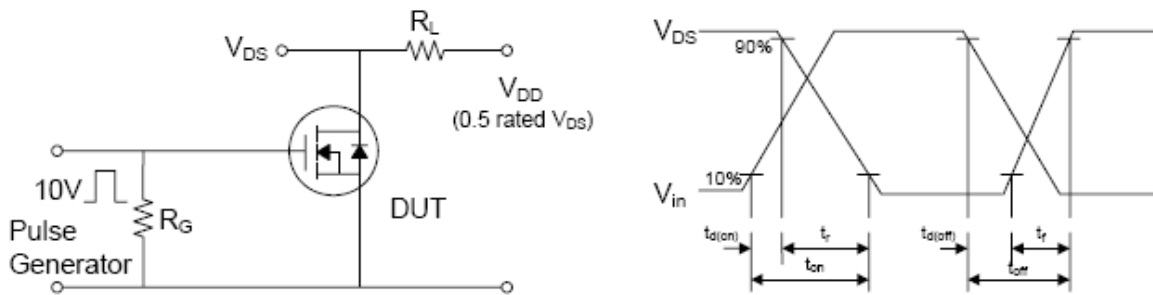 R_L
V_DS
V_DD
(0.5 rated V_DS)
10V
R_G
DUT
Pulse
Generator
V_DS
90%
10%
V_in
t_d(on)
t_r
t_on
t_d(off)
t_f
t_off